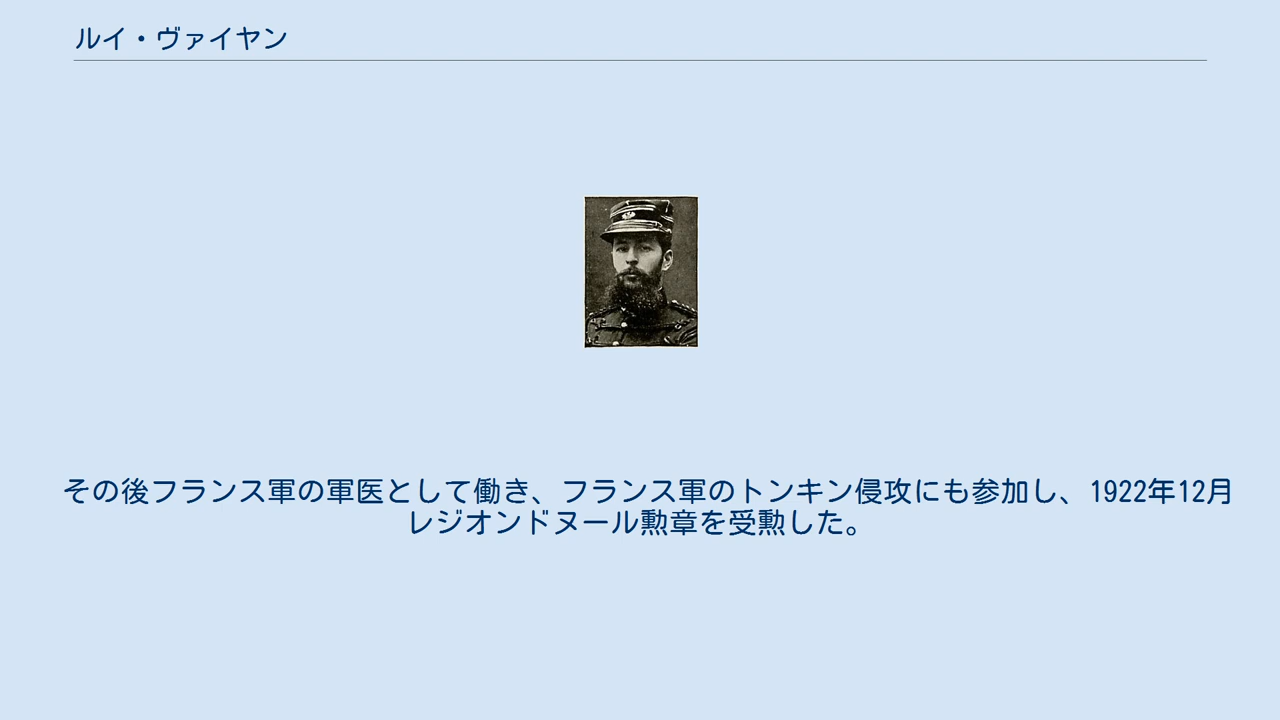 ルイ・ヴァイヤン
その後フランス軍の軍医として働き、フランス軍のトンキン侵攻にも参加し、1922年12月
レジオンドヌール勲章を受勲した。